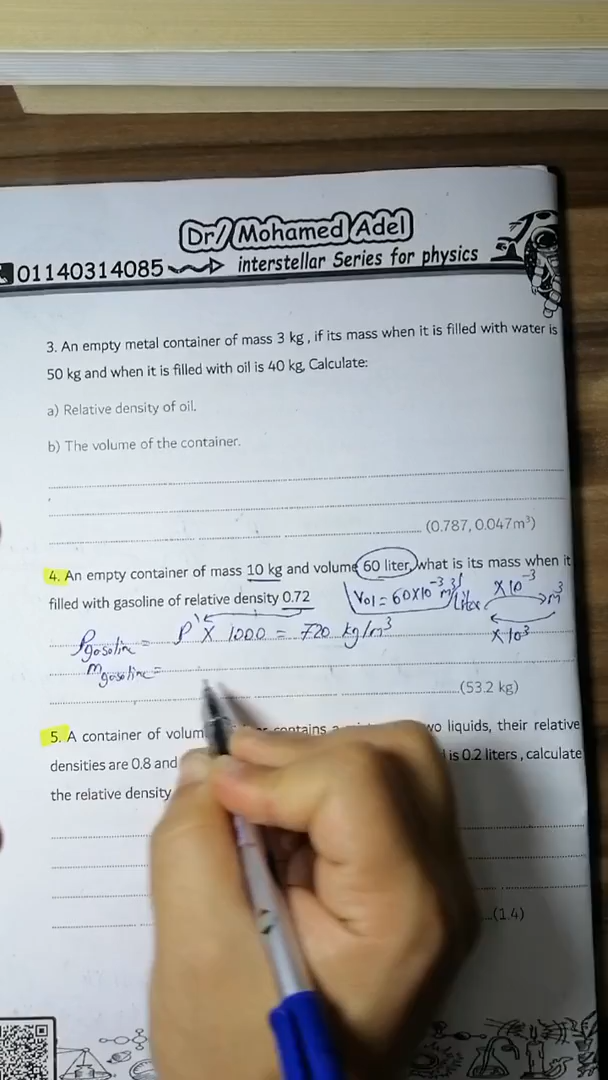 Dr/ Mohamed Adel
01140314085 interstellar Series for physics
3. An empty metal container of mass 3 kg , if its mass when it is filled with water is
50 kg and when it is filled with oil is 40 kg, Calculate:
a) Relative density of oil.
b) The volume of the container.
(0.787, 0.047m³)
4. An empty container of mass 10 kg and volume 60 liter, what is its mass when it
filled with gasoline of relative density 0.72
Vol = 60×10⁻³ m³
Liter ×10⁻³ m³
×10³
ρgasoline = ρ' × 1000 = 720 kg/m³
mgasoline =
(53.2 kg)
5. A container of volum contains a two liquids, their relative
densities are 0.8 and is 0.2 liters , calculate
the relative density
(1.4)